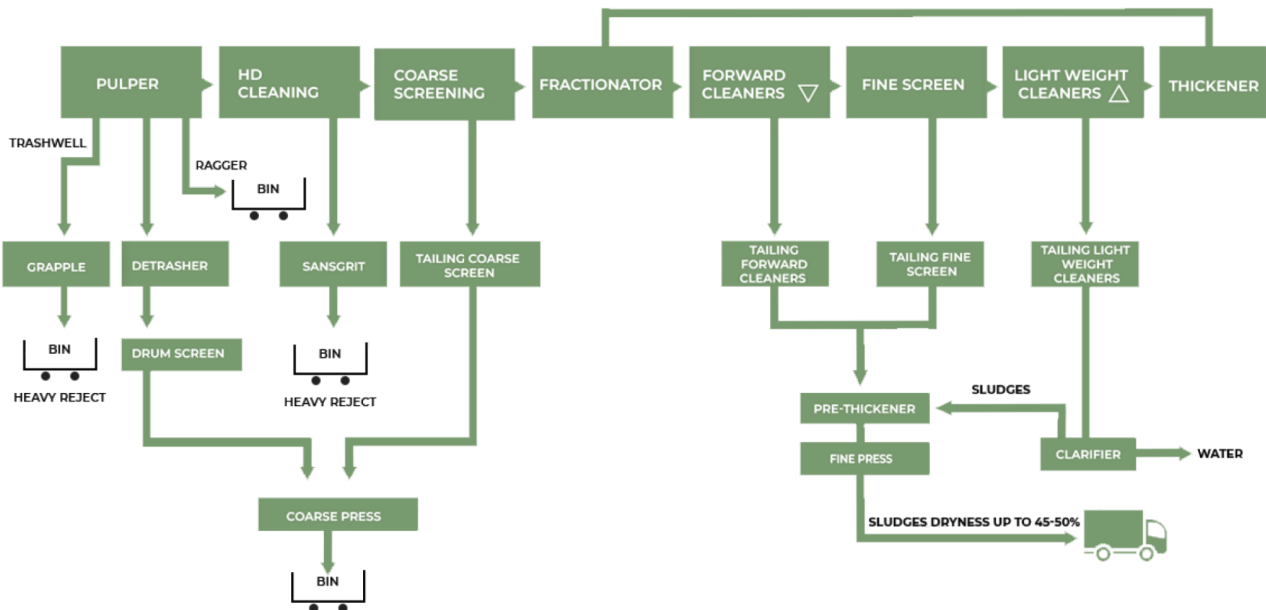 PULPER
HD
CLEANING
COARSE
SCREENING
FRACTIONATOR
FORWARD
CLEANERS
FINE SCREEN
LIGHT WEIGHT
CLEANERS
THICKENER
TRASHWELL
RAGGER
BIN
GRAPPLE
DETRASHER
SANSGRIT
TAILING COARSE
SCREEN
TAILING
FORWARD
CLEANERS
TAILING FINE
SCREEN
TAILING LIGHT
WEIGHT
CLEANERS
BIN
HEAVY REJECT
DRUM SCREEN
BIN
HEAVY REJECT
SLUDGES
PRE-THICKENER
FINE PRESS
CLARIFIER
WATER
COARSE PRESS
SLUDGES DRYNESS UP TO 45-50%
BIN